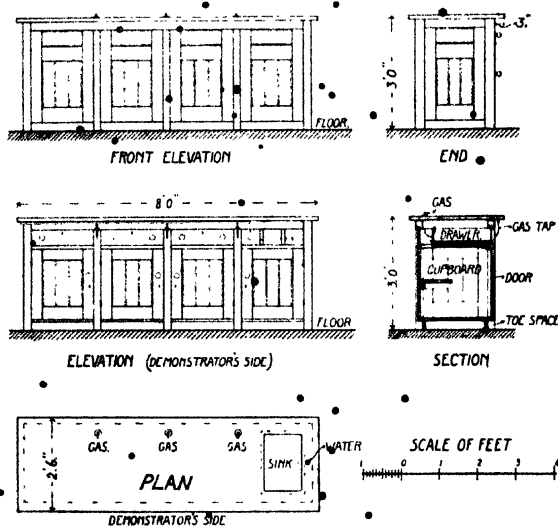 3"
3'0"
FLOOR
FRONT ELEVATION
END
8'0"
GAS
GAS TAP
DRAWER
CUPBOARD
3'0
DOOR
FLOOR
TOE SPACE
ELEVATION (DEMONSTRATOR'S SIDE)
SECTION
GAS.
GAS
GAS
WATER
SCALE OF FEET
2'6"
SINK
1 0 1 2 3 4
PLAN
DEMONSTRATOR'S SIDE